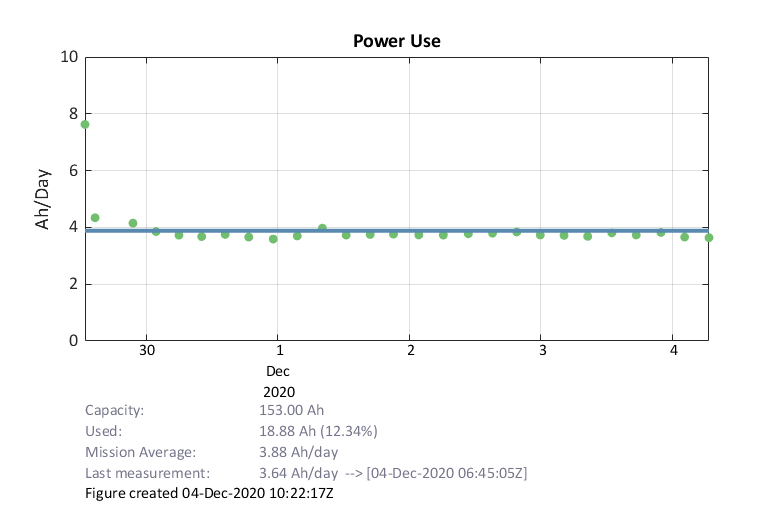 Power Use
10
8
6
4
2
0
Ah/Day
30 1 2 3 4
Dec
2020
Capacity: 153.00 Ah
Used: 18.88 Ah (12.34%)
Mission Average: 3.88 Ah/day
Last measurement: 3.64 Ah/day --> [04-Dec-2020 06:45:05Z]
Figure created 04-Dec-2020 10:22:17Z